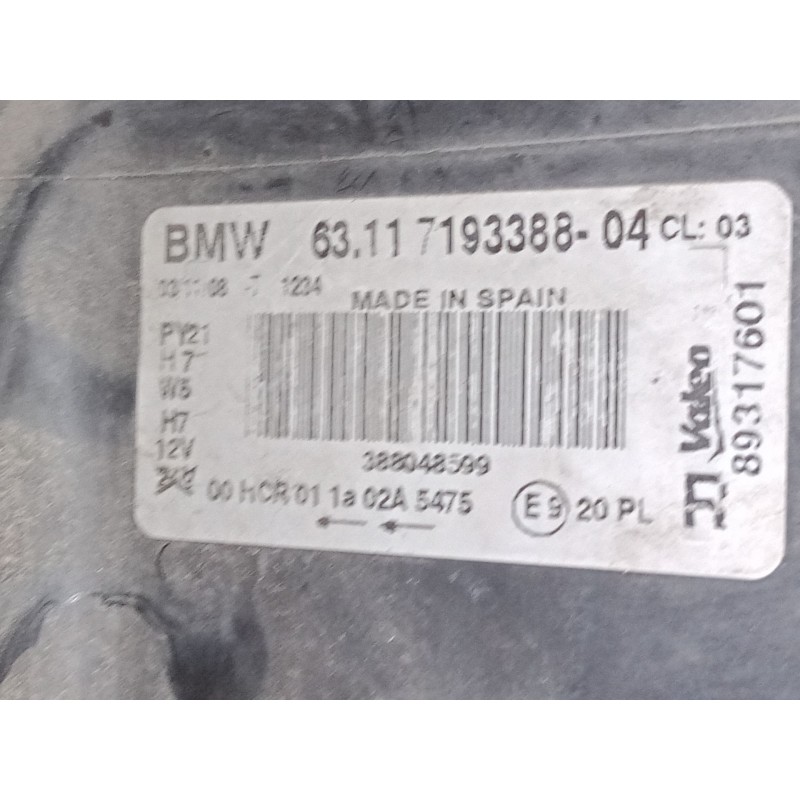 BMW 63.11 7193388-04 CL: 03
1234
MADE IN SPAIN
PY21
H7
W5
H7
12V
388048599
00 HCR 01 1a 02A 5475
E9 20 PL
Valeo
89317601